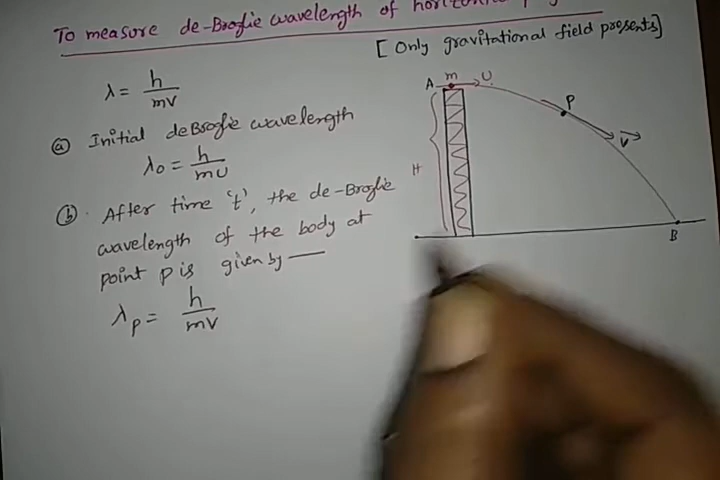 To measure de-Broglie wavelength of
[Only gravitational field presents]
λ = h/mv
ⓐ Initial deBroglie wavelength
λ₀ = h/mU
ⓑ. After time 't', the de-Broglie
wavelength of the body at
point p is given by —
λp = h/mv
A m U
P
V
H
B